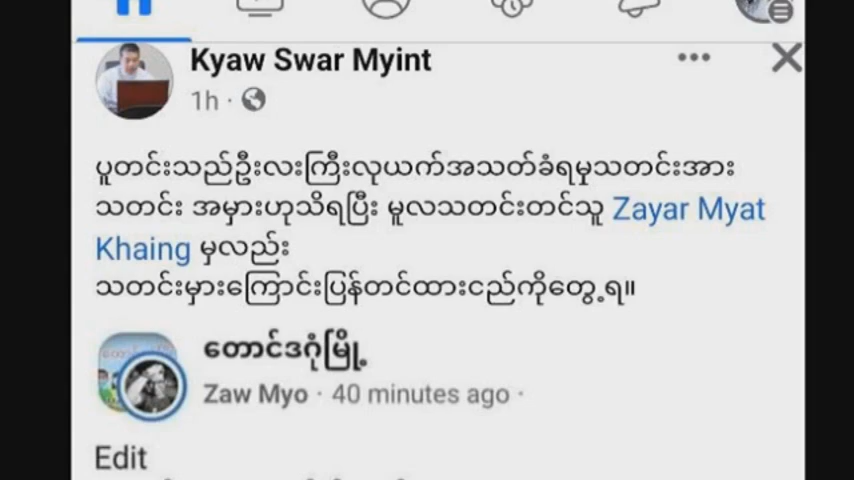 Kyaw Swar Myint
1h ·
ပူတင်းသည်ဦးလးကြီးလုယက်အသတ်ခံရမှုသတင်းအား
သတင်း အမှားဟုသိရပြီး မူလသတင်းတင်သူ Zayar Myat
Khaing မှလည်း
သတင်းမှားကြောင်းပြန်တင်ထားငည်ကိုတွေ့ရ။
တောင်ဒဂုံမြို့
Zaw Myo · 40 minutes ago ·
Edit